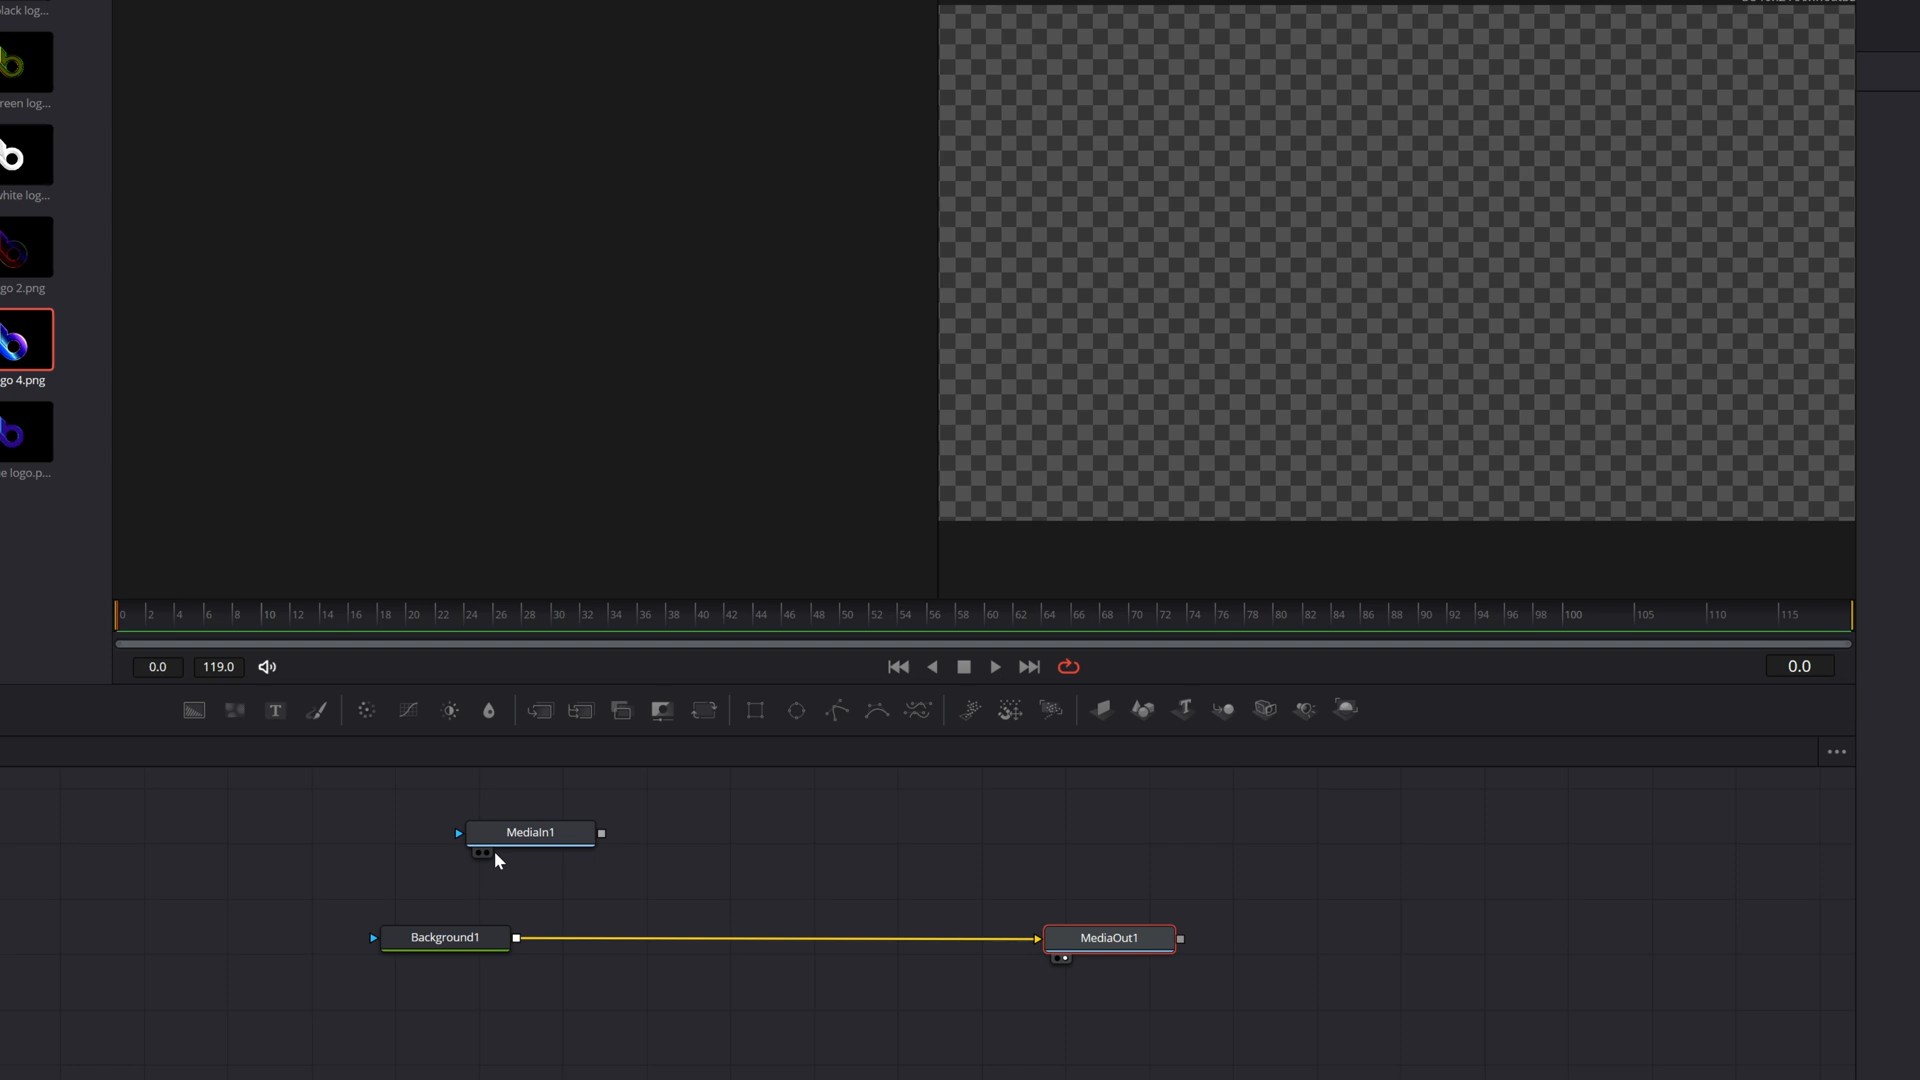 lack log...
reen log...
white log...
go 2.png
go 4.png
e logo.p...
0 2 4 6 8 10 12 14 16 18 20 22 24 26 28 30 32 34 36 38 40 42 44 46 48 50 52 54 56 58 60 62 64 66 68 70 72 74 76 78 80 82 84 86 88 90 92 94 96 98 100 105 110 115
0.0 119.0 0.0
T
MediaIn1
Background1 MediaOut1